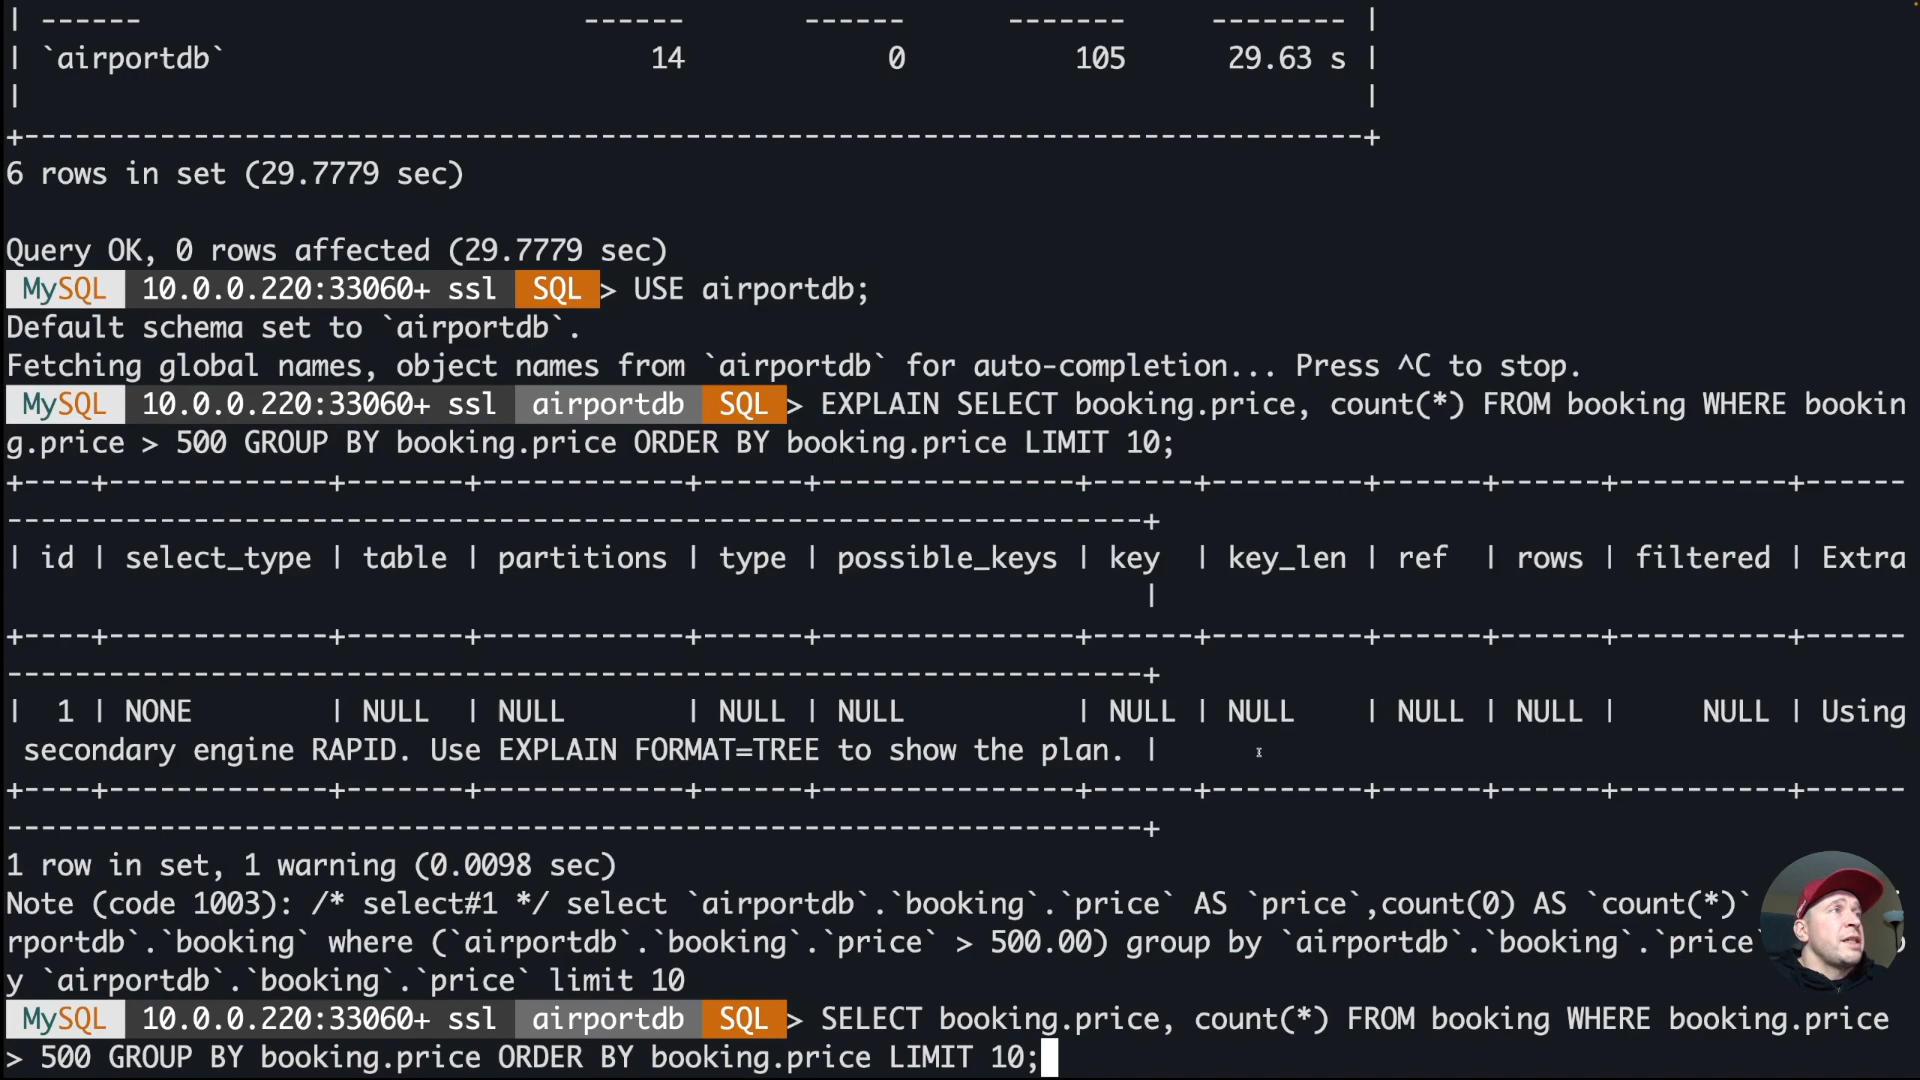 | ------ ------ ------ ------- -------- |
| `airportdb` 14 0 105 29.63 s |
| |
+--------------------------------------------------------------------------------+
6 rows in set (29.7779 sec)
Query OK, 0 rows affected (29.7779 sec)
MySQL 10.0.0.220:33060+ ssl SQL > USE airportdb;
Default schema set to `airportdb`.
Fetching global names, object names from `airportdb` for auto-completion... Press ^C to stop.
MySQL 10.0.0.220:33060+ ssl airportdb SQL > EXPLAIN SELECT booking.price, count(*) FROM booking WHERE bookin
g.price > 500 GROUP BY booking.price ORDER BY booking.price LIMIT 10;
+----+-------------+-------+------------+------+---------------+------+---------+------+------+----------+-----
-------------------------------------------------------------------+
| id | select_type | table | partitions | type | possible_keys | key | key_len | ref | rows | filtered | Extra
|
+----+-------------+-------+------------+------+---------------+------+---------+------+------+----------+-----
-------------------------------------------------------------------+
| 1 | NONE | NULL | NULL | NULL | NULL | NULL | NULL | NULL | NULL | NULL | Using
secondary engine RAPID. Use EXPLAIN FORMAT=TREE to show the plan. |
+----+-------------+-------+------------+------+---------------+------+---------+------+------+----------+-----
-------------------------------------------------------------------+
1 row in set, 1 warning (0.0098 sec)
Note (code 1003): /* select#1 */ select `airportdb`.`booking`.`price` AS `price`,count(0) AS `count(*)`
rportdb`.`booking` where (`airportdb`.`booking`.`price` > 500.00) group by `airportdb`.`booking`.`price
y `airportdb`.`booking`.`price` limit 10
MySQL 10.0.0.220:33060+ ssl airportdb SQL > SELECT booking.price, count(*) FROM booking WHERE booking.price
> 500 GROUP BY booking.price ORDER BY booking.price LIMIT 10;